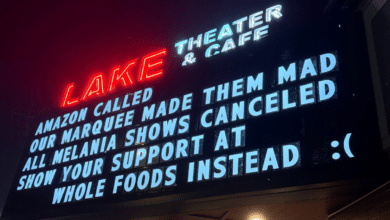 LAKE THEATER
& CAFE
AMAZON CALLED
OUR MARQUEE MADE THEM MAD
ALL MELANIA SHOWS CANCELED
SHOW YOUR SUPPORT AT
WHOLE FOODS INSTEAD :(